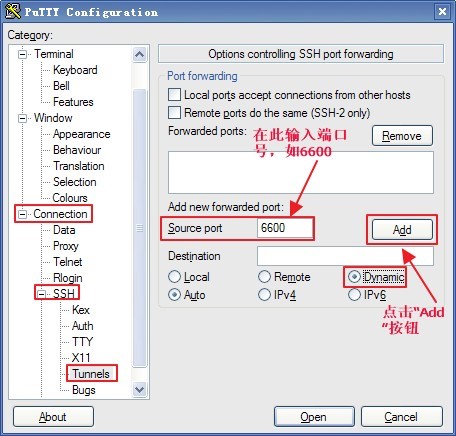 PuTTY Configuration
Category:
Terminal
Keyboard
Bell
Features
Window
Appearance
Behaviour
Translation
Selection
Colours
Connection
Data
Proxy
Telnet
Rlogin
SSH
Kex
Auth
TTY
X11
Tunnels
Bugs
Options controlling SSH port forwarding
Port forwarding
Local ports accept connections from other hosts
Remote ports do the same (SSH-2 only)
Forwarded ports:
Remove
在此输入端口
号，如6600
Add new forwarded port:
Source port
6600
Add
Destination
Local
Remote
Dynamic
Auto
IPv4
IPv6
点击“Add
”按钮
About
Open
Cancel